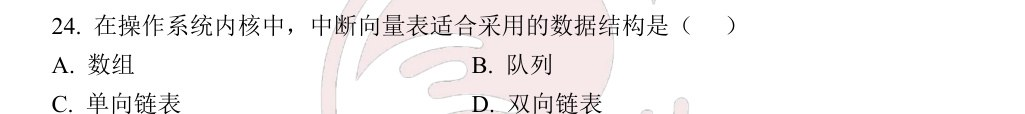 24. 在操作系统内核中，中断向量表适合采用的数据结构是（ ）
A. 数组 B. 队列
C. 单向链表 D. 双向链表